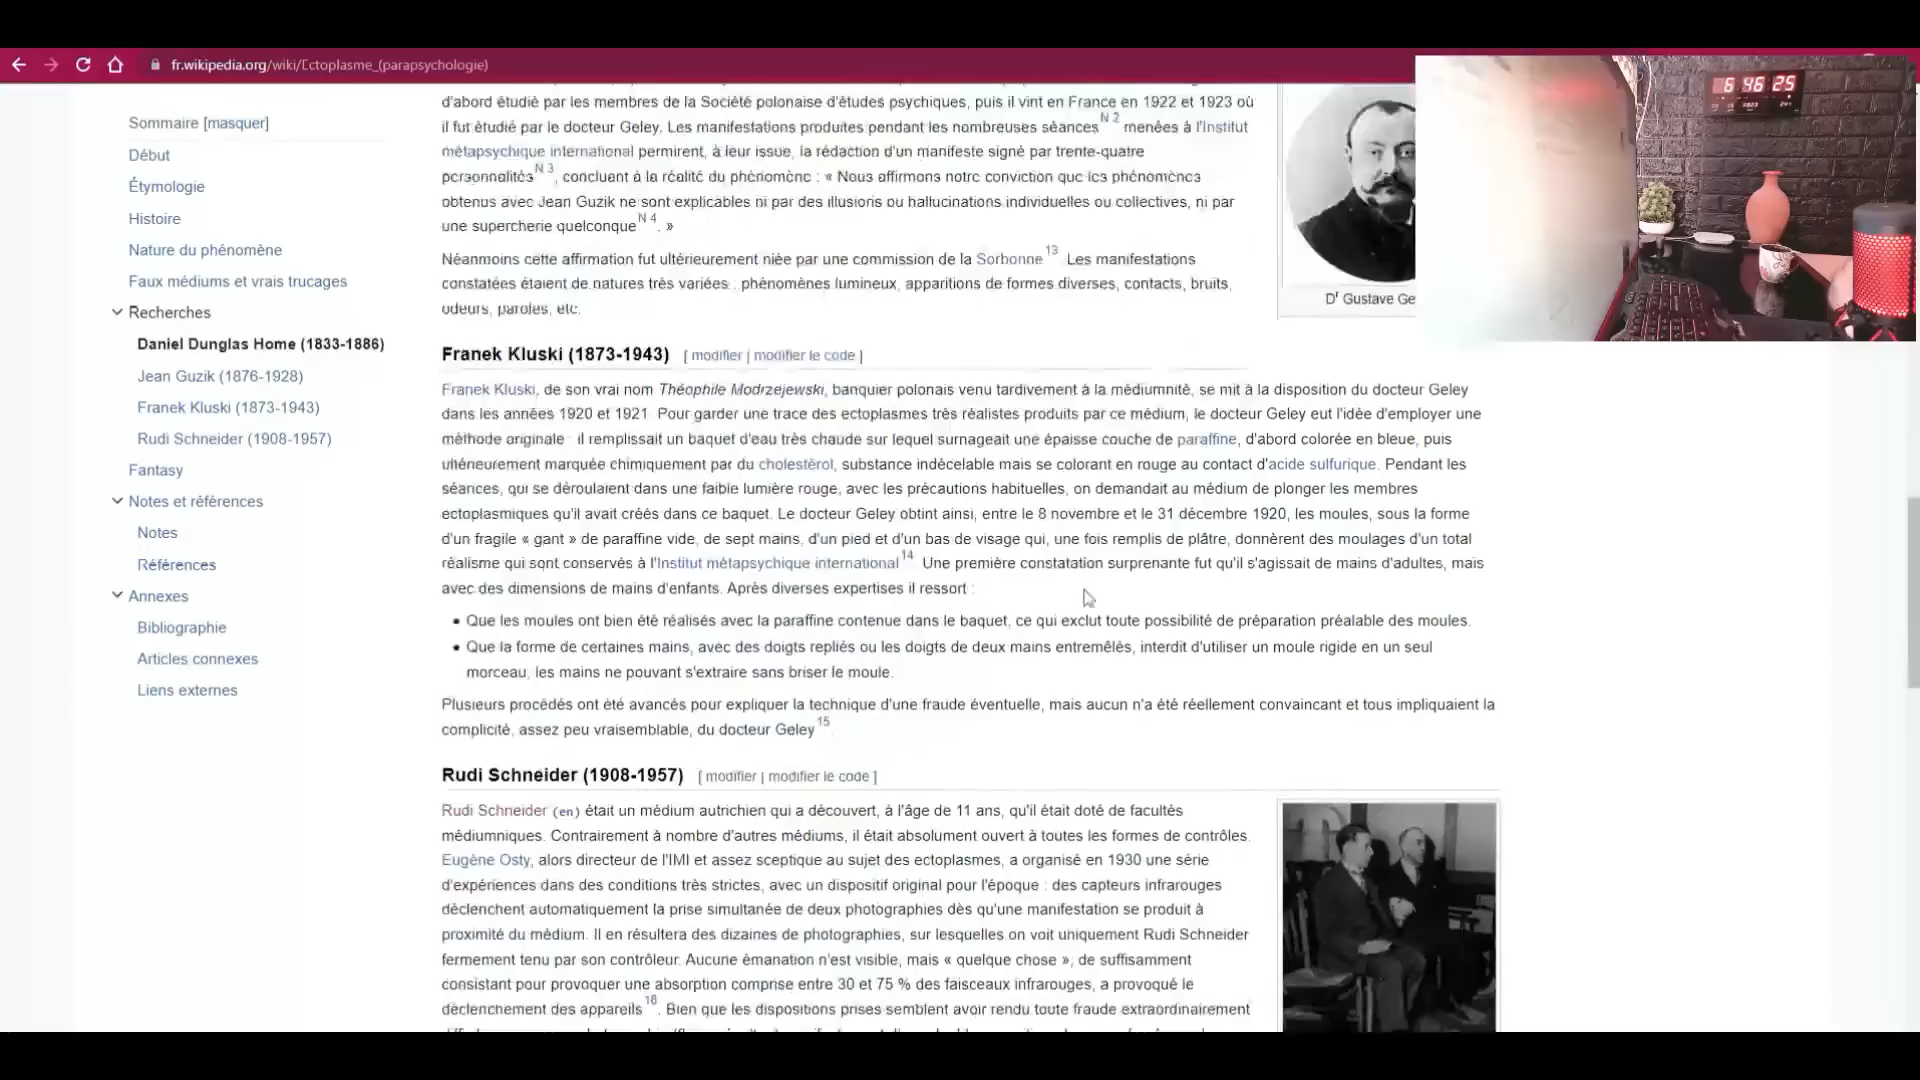 fr.wikipedia.org/wiki/Ectoplasme_(parapsychologie)
6 46 25
Sommaire [masquer]
Début
Étymologie
Histoire
Nature du phénomène
Faux médiums et vrais trucages
Recherches
Daniel Dunglas Home (1833-1886)
Jean Guzik (1876-1928)
Franek Kluski (1873-1943)
Rudi Schneider (1908-1957)
Fantasy
Notes et références
Notes
Références
Annexes
Bibliographie
Articles connexes
Liens externes
d'abord étudié par les membres de la Société polonaise d'études psychiques, puis il vint en France en 1922 et 1923 où
il fut étudié par le docteur Geley. Les manifestations produites pendant les nombreuses séances N 2 menées à l'Institut
métapsychique international permirent, à leur issue, la rédaction d'un manifeste signé par trente-quatre
personnalités N 3, concluent à la réalité du phénomène : « Nous affirmons notre conviction que les phénomènes
obtenus avec Jean Guzik ne sont explicables ni par des illusions ou hallucinations individuelles ou collectives, ni par
une supercherie quelconque N 4. »
Néanmoins cette affirmation fut ultérieurement niée par une commission de la Sorbonne 13 Les manifestations
constatées étaient de natures très variées : phénomènes lumineux, apparitions de formes diverses, contacts, bruits,
odeurs, paroles, etc.
Dr Gustave Ge
Franek Kluski (1873-1943) [ modifier | modifier le code ]
Franek Kluski, de son vrai nom Théophile Modrzejewski, banquier polonais venu tardivement à la médiumnité, se mit à la disposition du docteur Geley
dans les années 1920 et 1921 Pour garder une trace des ectoplasmes très réalistes produits par ce médium, le docteur Geley eut l'idée d'employer une
méthode originale : il remplissait un baquet d'eau très chaude sur lequel surnageait une épaisse couche de paraffine, d'abord colorée en bleue, puis
ultérieurement marquée chimiquement par du cholestérol, substance indécelable mais se colorant en rouge au contact d'acide sulfurique. Pendant les
séances, qui se déroulaient dans une faible lumière rouge, avec les précautions habituelles, on demandait au médium de plonger les membres
ectoplasmiques qu'il avait créés dans ce baquet. Le docteur Geley obtint ainsi, entre le 8 novembre et le 31 décembre 1920, les moules, sous la forme
d'un fragile « gant » de paraffine vide, de sept mains, d'un pied et d'un bas de visage qui, une fois remplis de plâtre, donnèrent des moulages d'un total
réalisme qui sont conservés à l'Institut métapsychique international 14 Une première constatation surprenante fut qu'il s'agissait de mains d'adultes, mais
avec des dimensions de mains d'enfants. Après diverses expertises il ressort :
• Que les moules ont bien été réalisés avec la paraffine contenue dans le baquet, ce qui exclut toute possibilité de préparation préalable des moules.
• Que la forme de certaines mains, avec des doigts repliés ou les doigts de deux mains entremêlés, interdit d'utiliser un moule rigide en un seul
morceau, les mains ne pouvant s'extraire sans briser le moule.
Plusieurs procédés ont été avancés pour expliquer la technique d'une fraude éventuelle, mais aucun n'a été réellement convaincant et tous impliquaient la
complicité, assez peu vraisemblable, du docteur Geley 15.
Rudi Schneider (1908-1957) [ modifier | modifier le code ]
Rudi Schneider (en) était un médium autrichien qui a découvert, à l'âge de 11 ans, qu'il était doté de facultés
médiumniques. Contrairement à nombre d'autres médiums, il était absolument ouvert à toutes les formes de contrôles.
Eugène Osty, alors directeur de l'IMI et assez sceptique au sujet des ectoplasmes, a organisé en 1930 une série
d'expériences dans des conditions très strictes, avec un dispositif original pour l'époque : des capteurs infrarouges
déclenchent automatiquement la prise simultanée de deux photographies dès qu'une manifestation se produit à
proximité du médium. Il en résultera des dizaines de photographies, sur lesquelles on voit uniquement Rudi Schneider
fermement tenu par son contrôleur. Aucune émanation n'est visible, mais « quelque chose », de suffisamment
consistant pour provoquer une absorption comprise entre 30 et 75 % des faisceaux infrarouges, a provoqué le
déclenchement des appareils 16. Bien que les dispositions prises semblent avoir rendu toute fraude extraordinairement